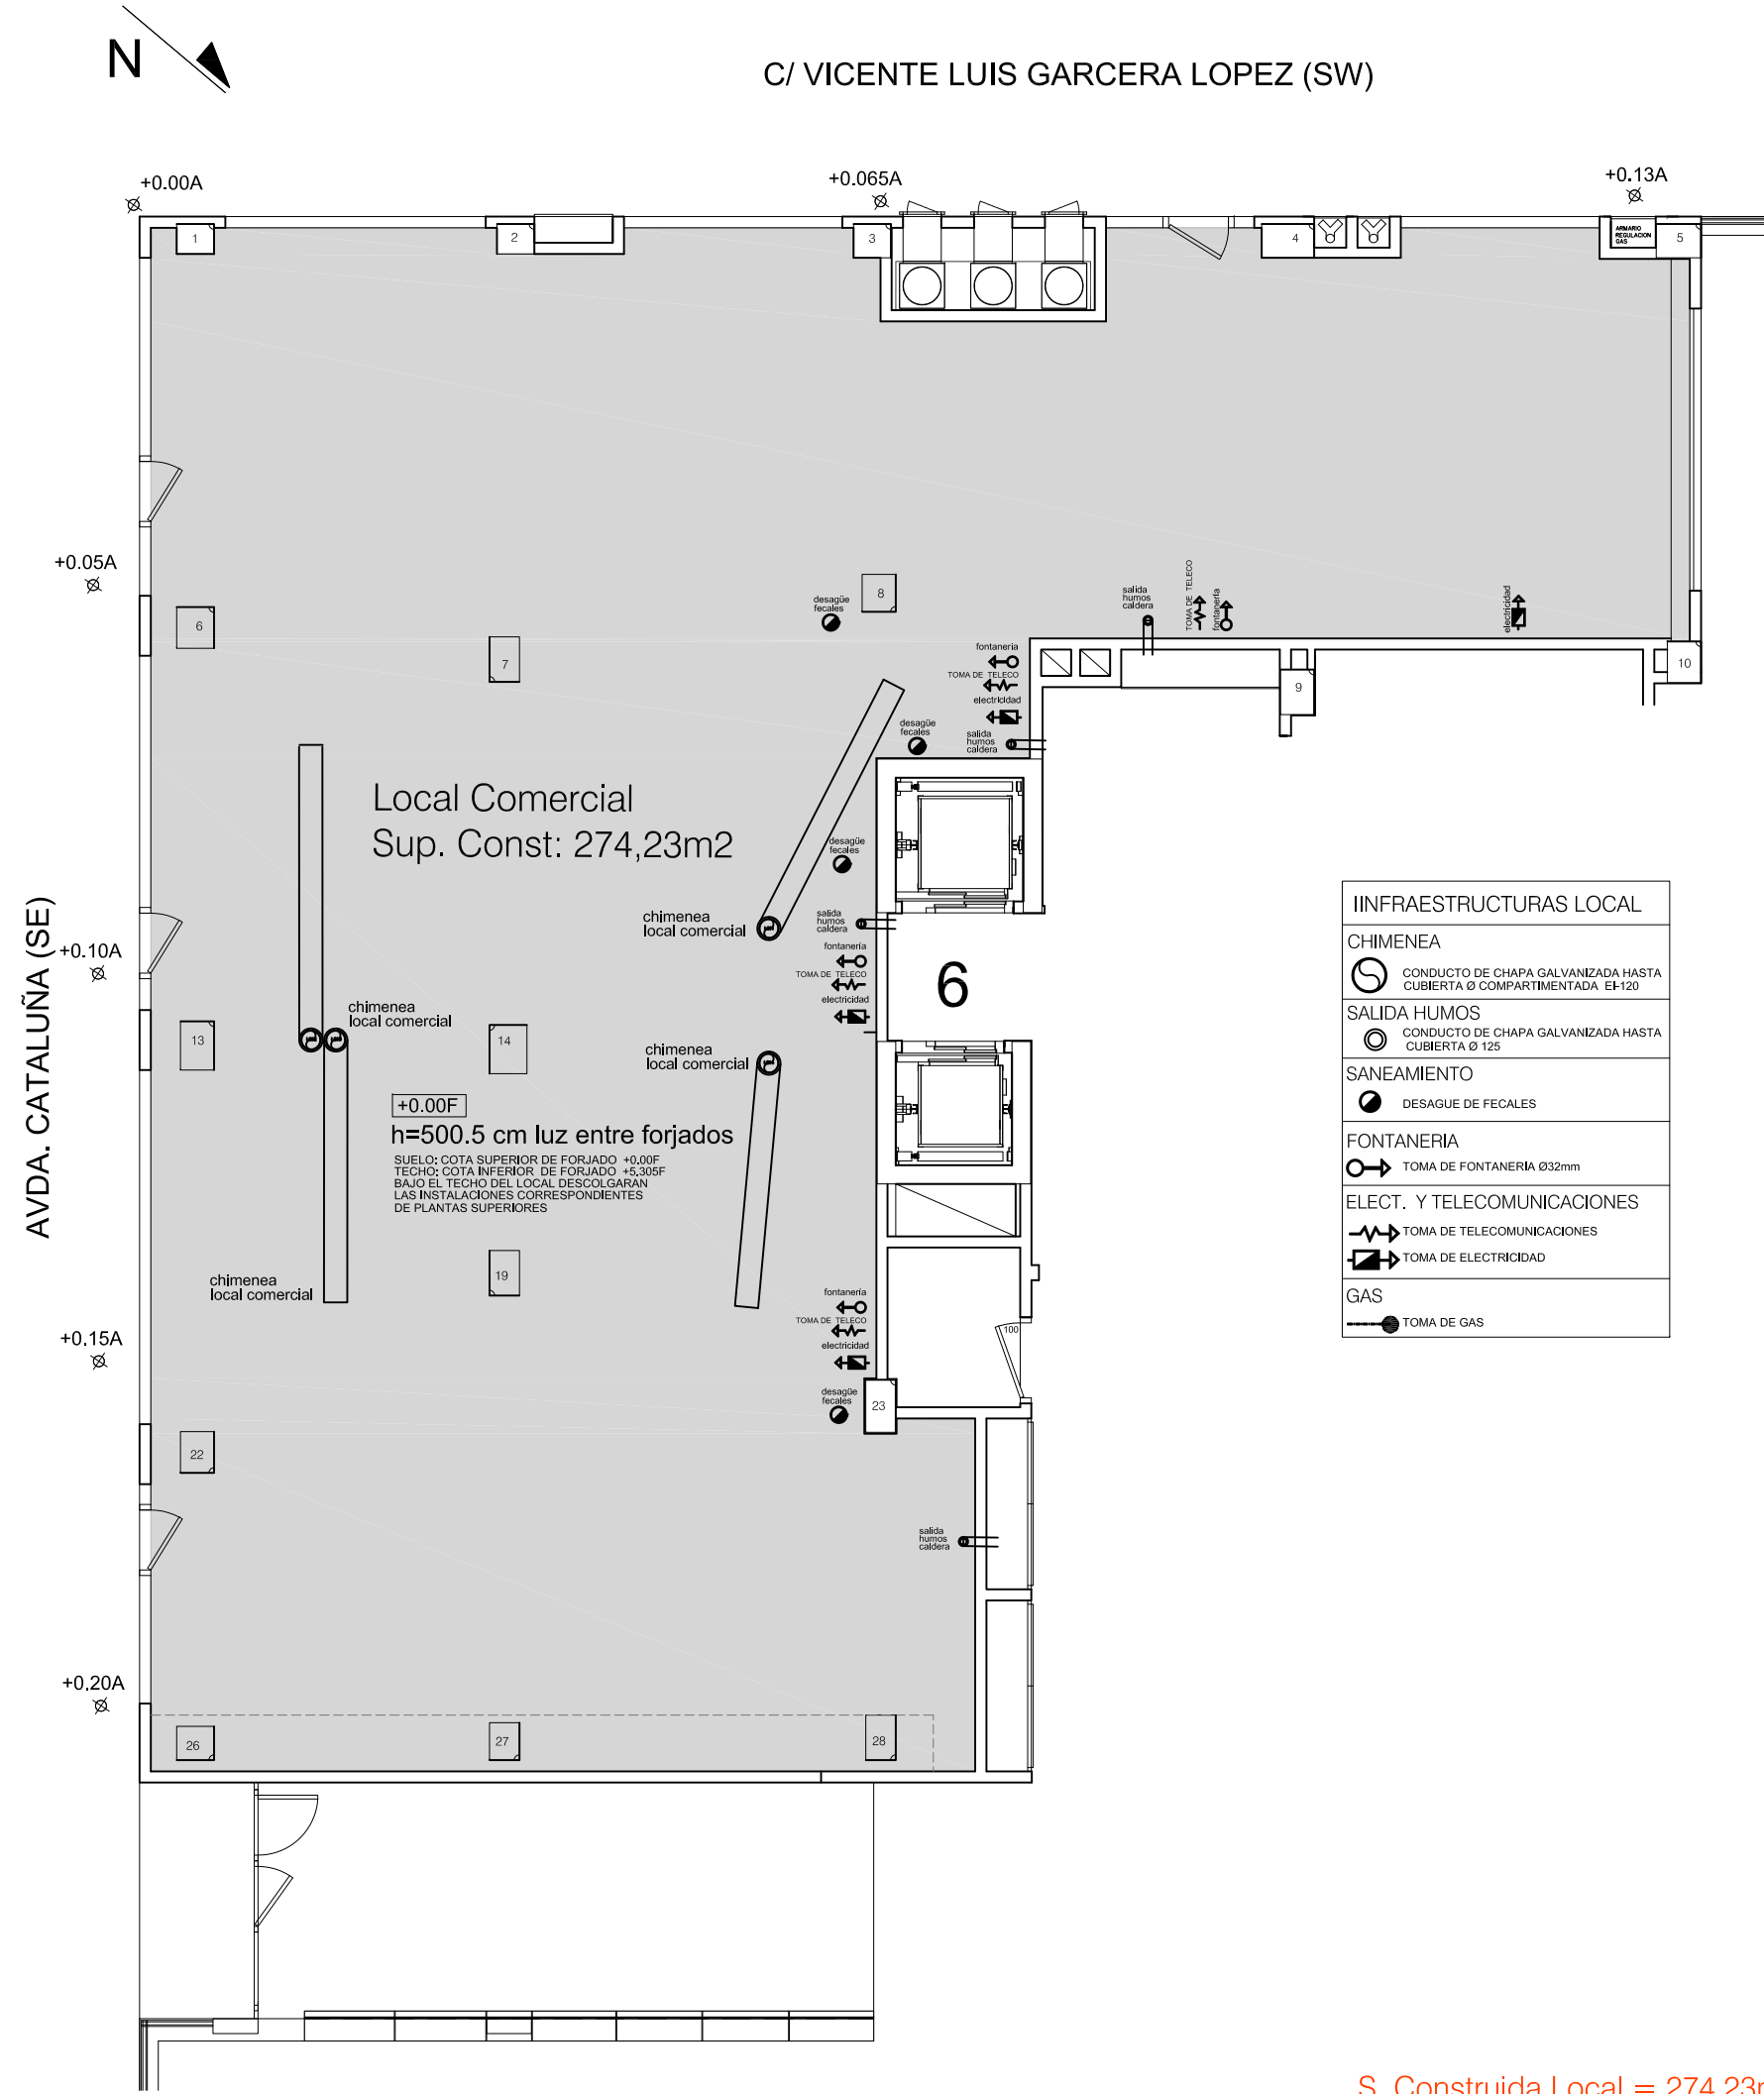 N
C/ VICENTE LUIS GARCERA LOPEZ (SW)
+0.00A
+0.065A
+0.13A
1
2
3
4
ARMARIO
REGULACION
GAS
5
+0.05A
6
7
8
desagüe
fecales
salida
humos
caldera
TOMA DE TELECO
fontanería
electricidad
fontanería
TOMA DE TELECO
electricidad
salida
humos
caldera
desagüe
fecales
9
10
Local Comercial
Sup. Const: 274,23m2
desagüe
fecales
chimenea
local comercial
salida
humos
caldera
fontanería
TOMA DE TELECO
electricidad
6
AVDA. CATALUÑA (SE)
+0.10A
chimenea
local comercial
13
14
chimenea
local comercial
+0.00F
h=500.5 cm luz entre forjados
SUELO: COTA SUPERIOR DE FORJADO +0.00F
TECHO: COTA INFERIOR DE FORJADO +5.305F
BAJO EL TECHO DEL LOCAL DESCOLGARAN
LAS INSTALACIONES CORRESPONDIENTES
DE PLANTAS SUPERIORES
19
chimenea
local comercial
+0.15A
fontanería
TOMA DE TELECO
electricidad
100
desagüe
fecales
23
22
salida
humos
caldera
+0.20A
26
27
28
IINFRAESTRUCTURAS LOCAL
CHIMENEA
CONDUCTO DE CHAPA GALVANIZADA HASTA
CUBIERTA Ø COMPARTIMENTADA EI-120
SALIDA HUMOS
CONDUCTO DE CHAPA GALVANIZADA HASTA
CUBIERTA Ø 125
SANEAMIENTO
DESAGUE DE FECALES
FONTANERIA
TOMA DE FONTANERIA Ø32mm
ELECT. Y TELECOMUNICACIONES
TOMA DE TELECOMUNICACIONES
TOMA DE ELECTRICIDAD
GAS
TOMA DE GAS
S. Construida Local = 274,23